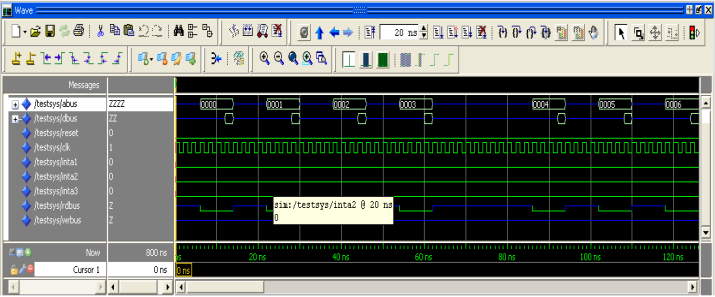 Wave
20 ns
Messages
/testsys/abus ZZZZ 0000 0001 0002 0003 0004 0005 0006
/testsys/dbus ZZ
/testsys/reset 0
/testsys/clk 1
/testsys/inta1 0
/testsys/inta2 0
/testsys/inta3 0
/testsys/rdbus Z
/testsys/wrbus Z
sim:/testsys/inta2 @ 20 ns
0
Now 800 ns ns 20 ns 40 ns 60 ns 80 ns 100 ns 120 ns
Cursor 1 0 ns 0 ns